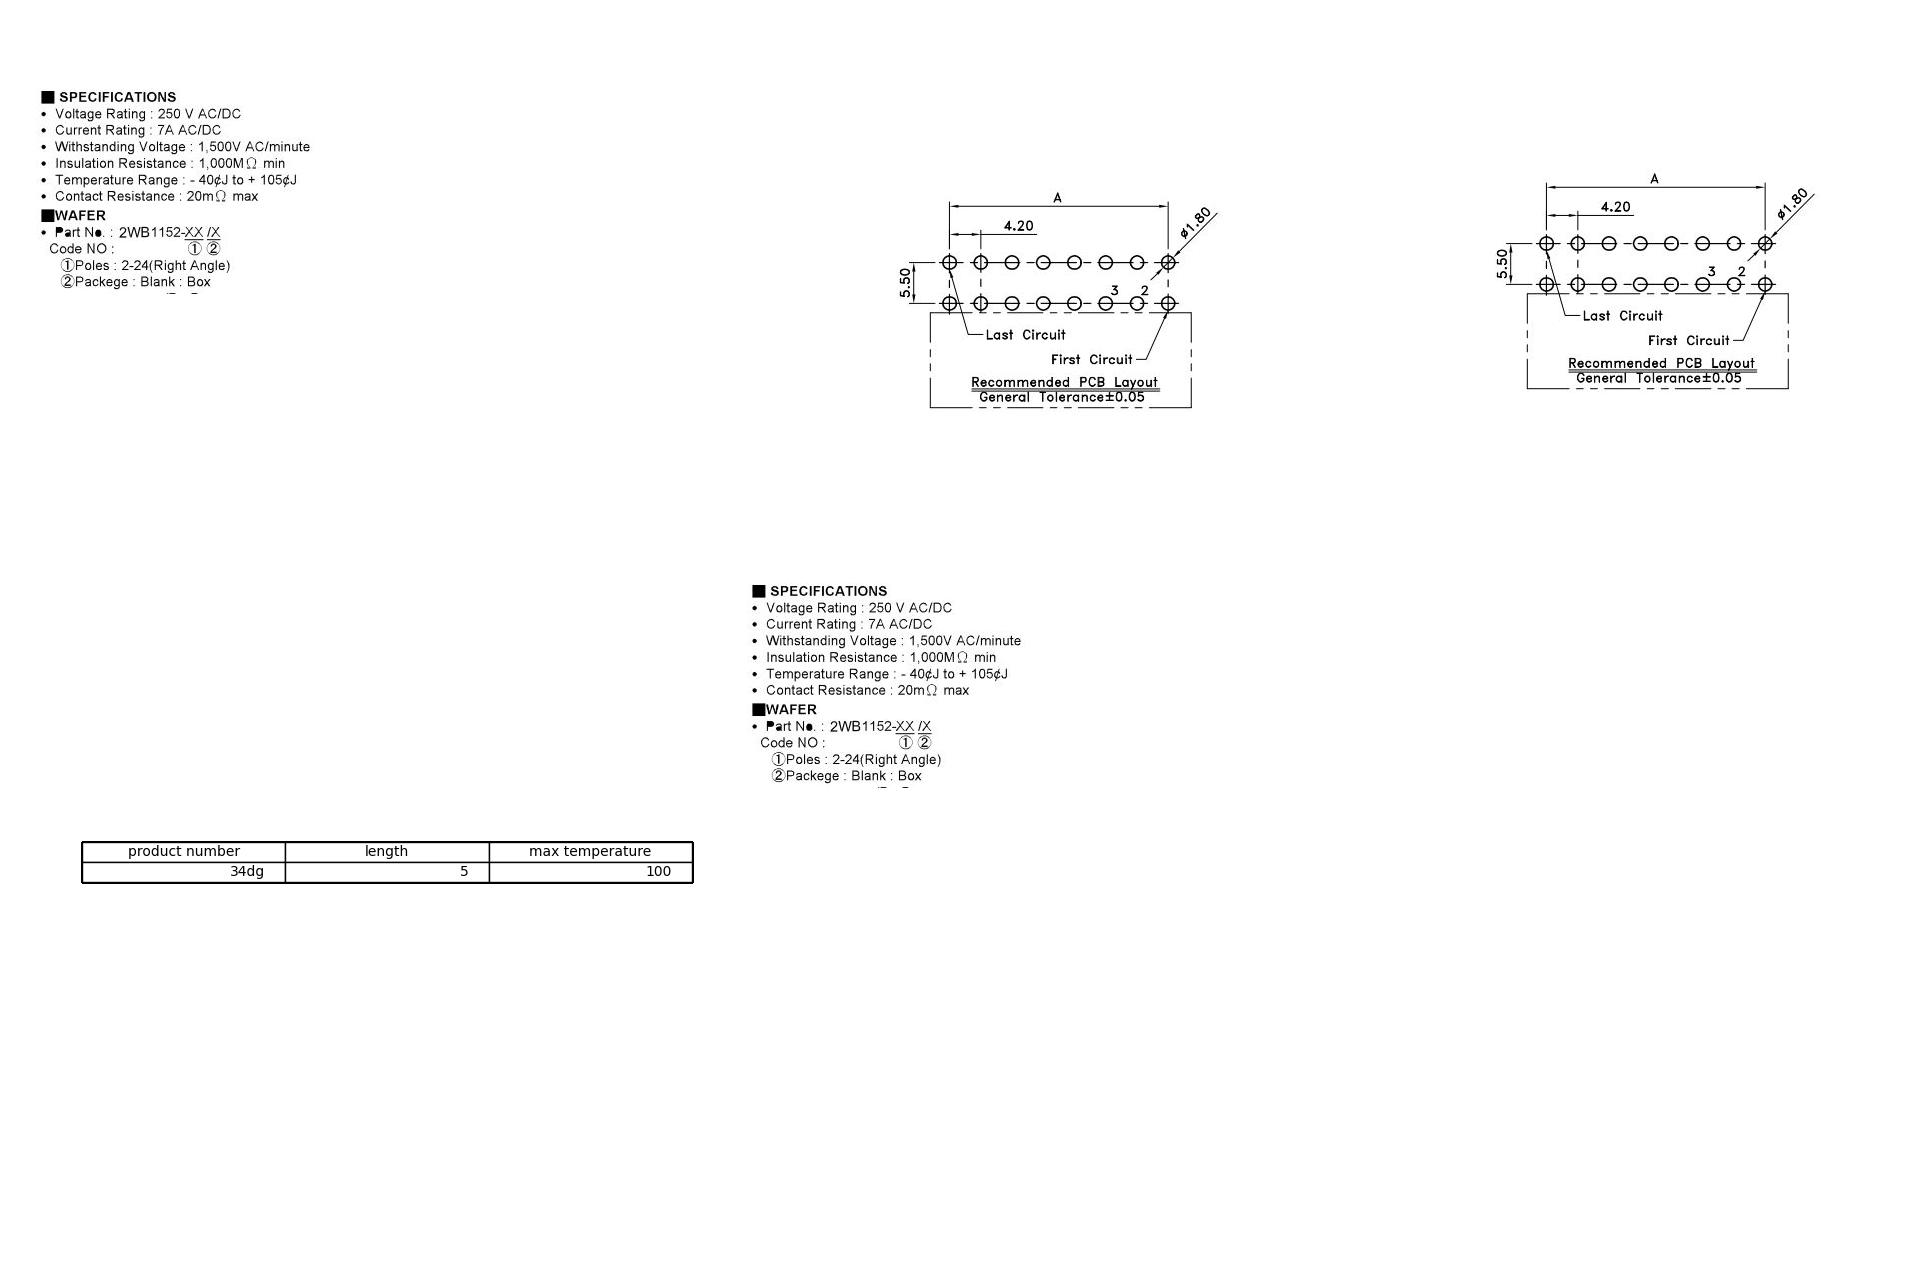 ■ SPECIFICATIONS
• Voltage Rating : 250 V AC/DC
• Current Rating : 7A AC/DC
• Withstanding Voltage : 1,500V AC/minute
• Insulation Resistance : 1,000MΩ min
• Temperature Range : - 40¢J to + 105¢J
• Contact Resistance : 20mΩ max
■WAFER
• Part No. : 2WB1152-XX /X
Code NO : ① ②
①Poles : 2-24(Right Angle)
②Packege : Blank : Box
A
4.20
ø1.80
5.50
3 2
Last Circuit
First Circuit
Recommended PCB Layout
General Tolerance±0.05
A
4.20
ø1.80
5.50
3 2
Last Circuit
First Circuit
Recommended PCB Layout
General Tolerance±0.05
■ SPECIFICATIONS
• Voltage Rating : 250 V AC/DC
• Current Rating : 7A AC/DC
• Withstanding Voltage : 1,500V AC/minute
• Insulation Resistance : 1,000MΩ min
• Temperature Range : - 40¢J to + 105¢J
• Contact Resistance : 20mΩ max
■WAFER
• Part No. : 2WB1152-XX /X
Code NO : ① ②
①Poles : 2-24(Right Angle)
②Packege : Blank : Box
product number length max temperature
34dg 5 100